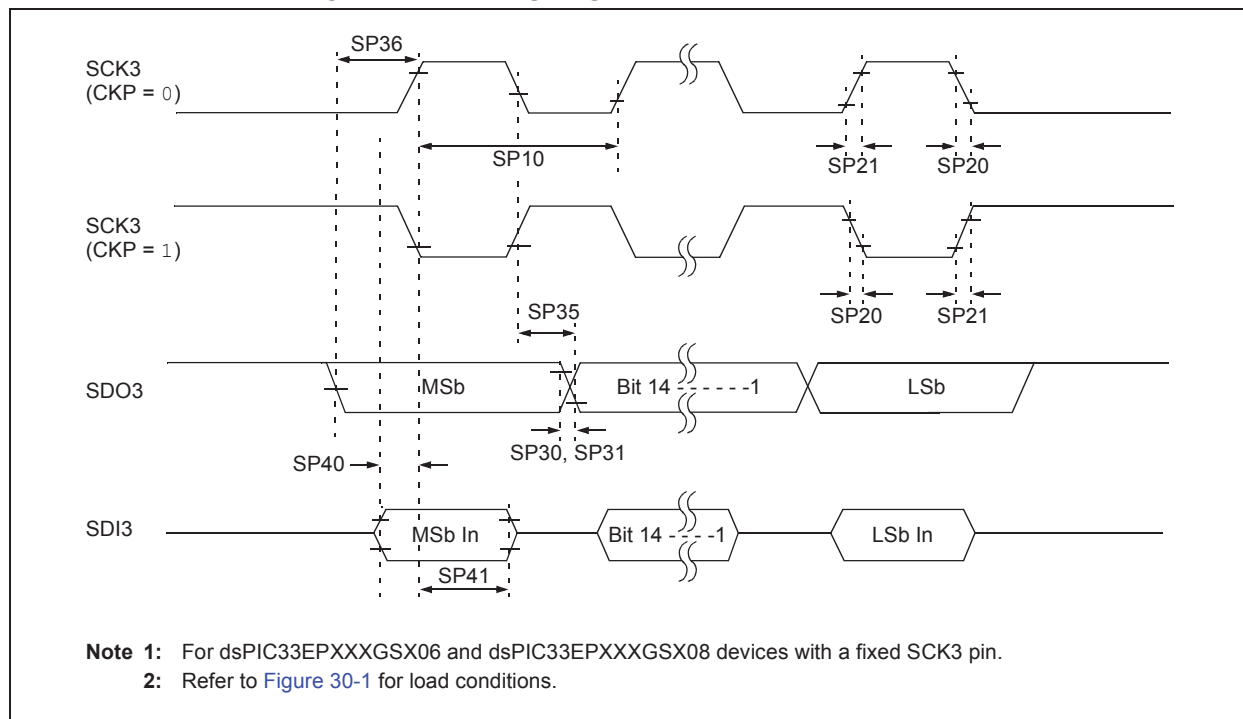 SP36
SCK3
(CKP = 0)
SP10
SP21
SP20
SCK3
(CKP = 1)
SP20
SP21
SP35
SDO3
MSb
Bit 14 - - - - - -1
LSb
SP30, SP31
SP40
SDI3
MSb In
Bit 14 - - - -1
LSb In
SP41
Note 1: For dsPIC33EPXXXGSX06 and dsPIC33EPXXXGSX08 devices with a fixed SCK3 pin.
2: Refer to Figure 30-1 for load conditions.